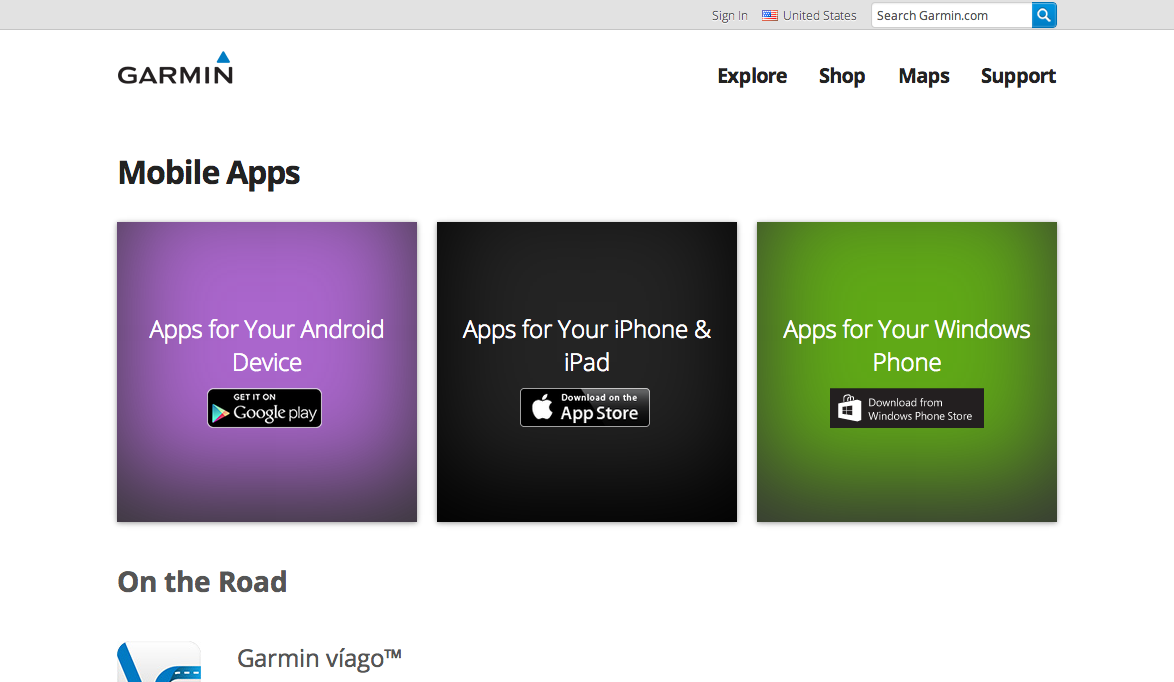 Sign In United States Search Garmin.com
GARMIN
Explore Shop Maps Support
Mobile Apps
Apps for Your Android
Device
GET IT ON
Google play
Apps for Your iPhone &
iPad
Download on the
App Store
Apps for Your Windows
Phone
Download from
Windows Phone Store
On the Road
Garmin víago™